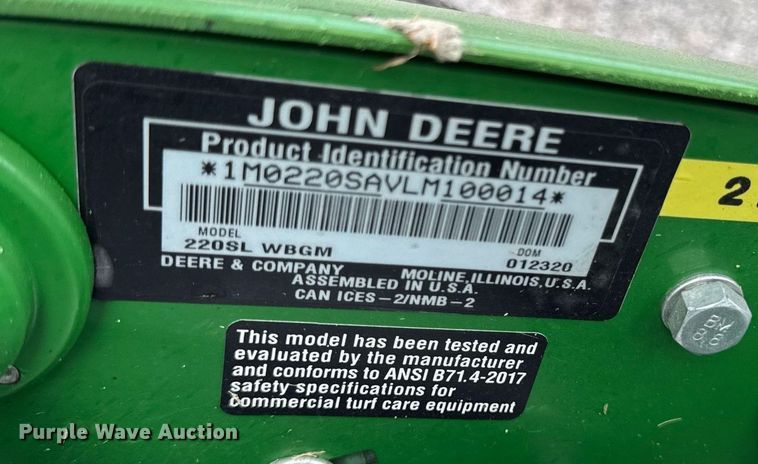 JOHN DEERE
Product Identification Number
*1M0220SAVLM100014*
MODEL DOM
220SL WBGM 012320
DEERE & COMPANY MOLINE, ILLINOIS, U.S.A.
ASSEMBLED IN U.S.A.
CAN ICES-2/NMB-2
2
This model has been tested and
evaluated by the manufacturer
and conforms to ANSI B71.4-2017
safety specifications for
commercial turf care equipment
Purple Wave Auction